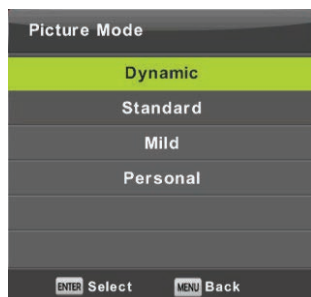 Picture Mode
Dynamic
Standard
Mild
Personal
ENTER Select MENU Back